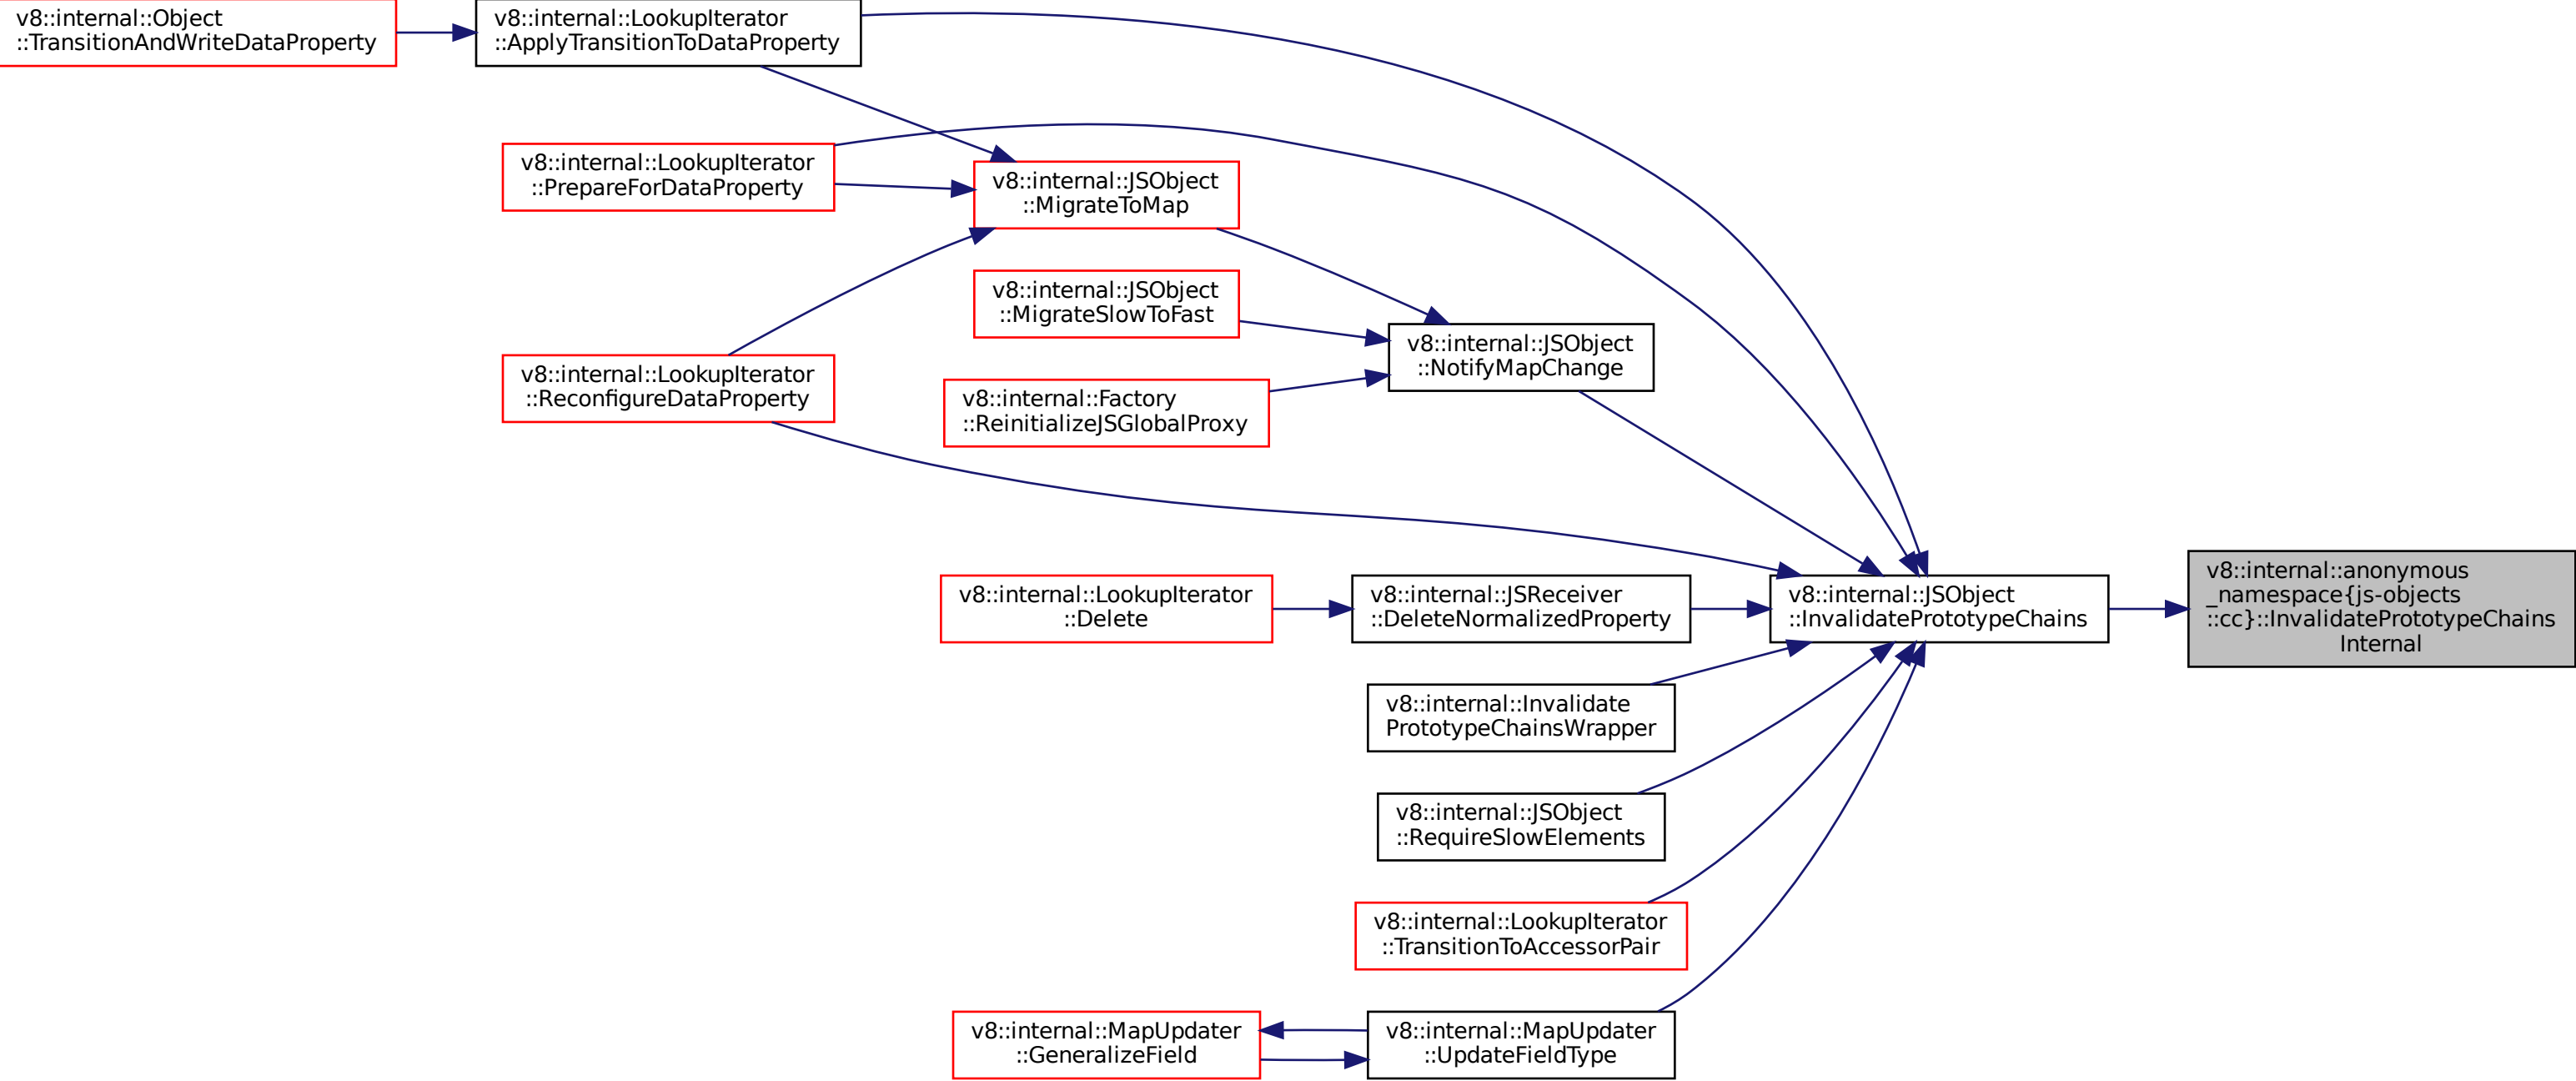 v8::internal::Object
::TransitionAndWriteDataProperty
v8::internal::LookupIterator
::ApplyTransitionToDataProperty
v8::internal::LookupIterator
::PrepareForDataProperty
v8::internal::JSObject
::MigrateToMap
v8::internal::JSObject
::MigrateSlowToFast
v8::internal::JSObject
::NotifyMapChange
v8::internal::LookupIterator
::ReconfigureDataProperty
v8::internal::Factory
::ReinitializeJSGlobalProxy
v8::internal::LookupIterator
::Delete
v8::internal::JSReceiver
::DeleteNormalizedProperty
v8::internal::JSObject
::InvalidatePrototypeChains
v8::internal::anonymous
_namespace{js-objects
::cc}::InvalidatePrototypeChains
Internal
v8::internal::Invalidate
PrototypeChainsWrapper
v8::internal::JSObject
::RequireSlowElements
v8::internal::LookupIterator
::TransitionToAccessorPair
v8::internal::MapUpdater
::GeneralizeField
v8::internal::MapUpdater
::UpdateFieldType